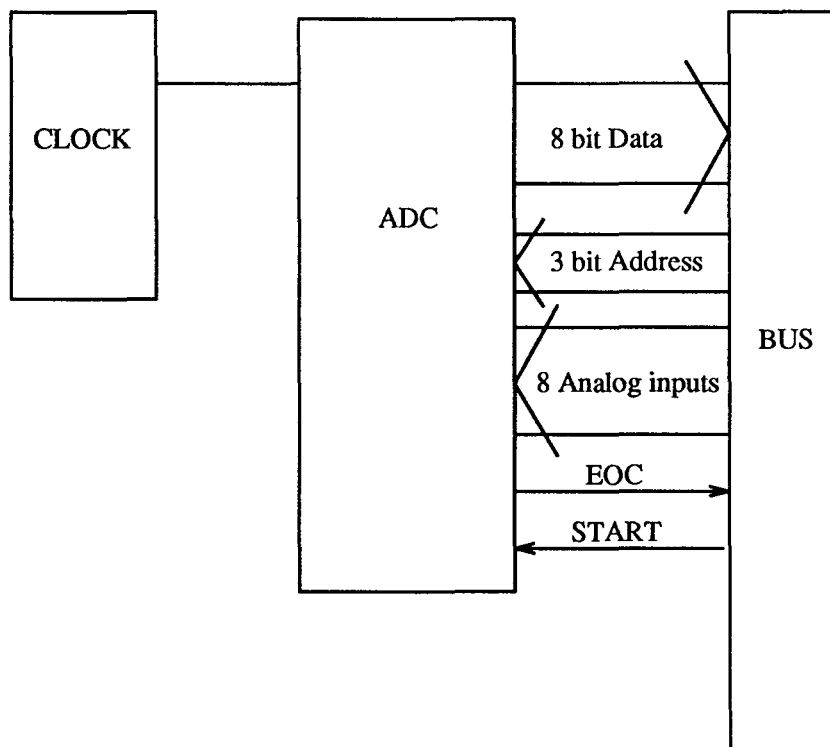 CLOCK
ADC
8 bit Data
3 bit Address
8 Analog inputs
EOC
START
BUS